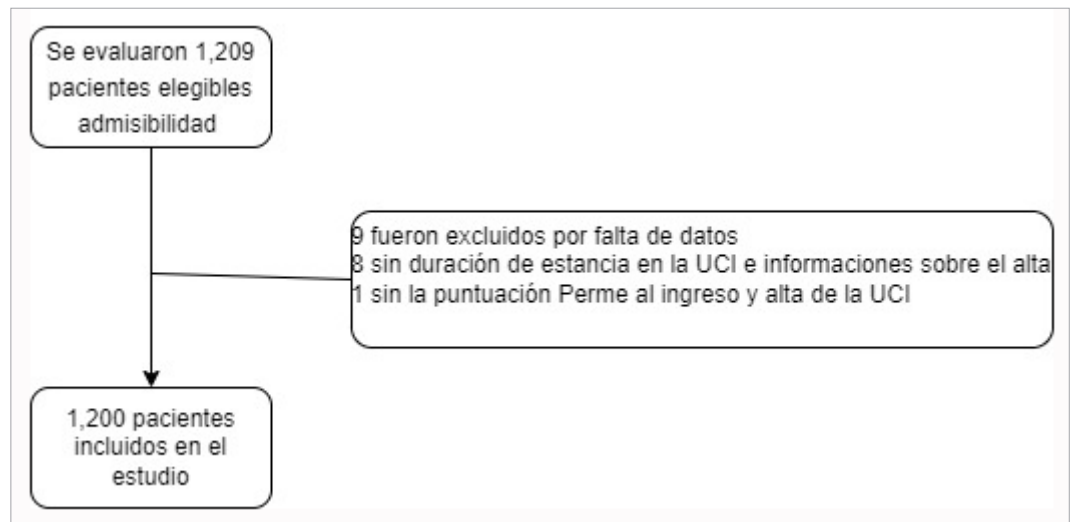 Se evaluaron 1,209
pacientes elegibles
admisibilidad
9 fueron excluidos por falta de datos
8 sin duración de estancia en la UCI e informaciones sobre el alta
1 sin la puntuación Perme al ingreso y alta de la UCI
1,200 pacientes
incluidos en el
estudio